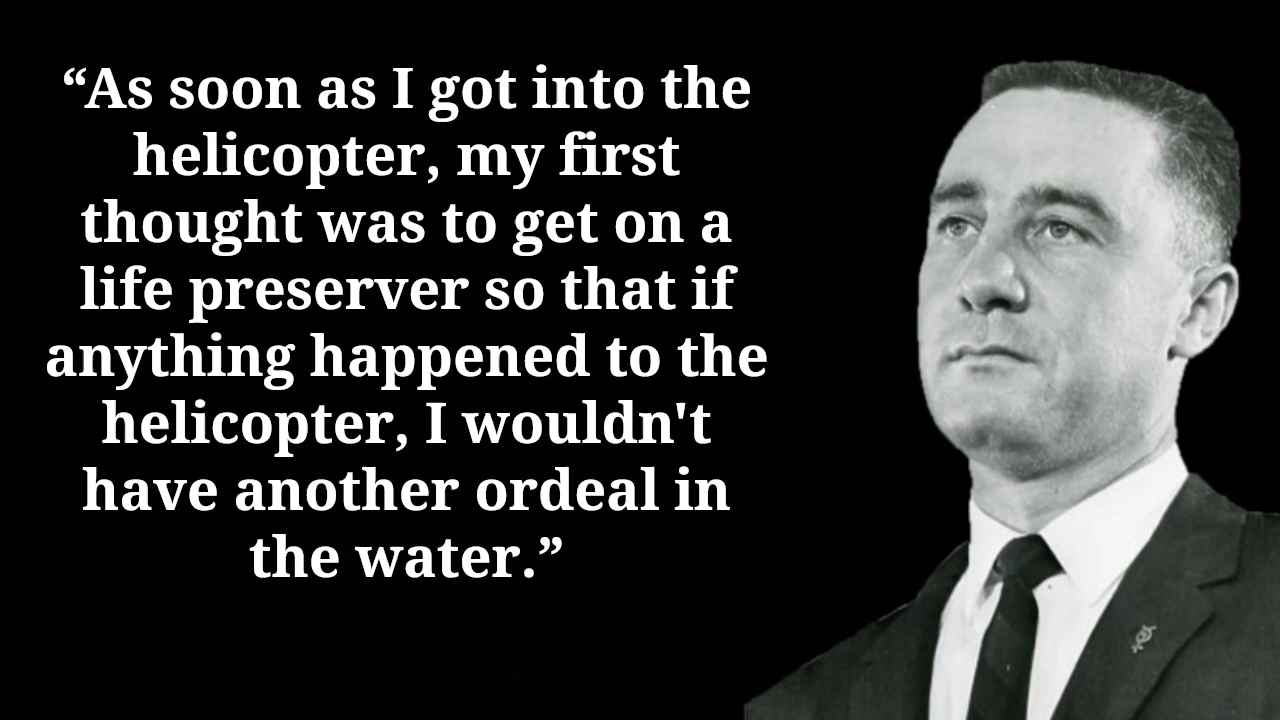 “As soon as I got into the
helicopter, my first
thought was to get on a
life preserver so that if
anything happened to the
helicopter, I wouldn't
have another ordeal in
the water.”